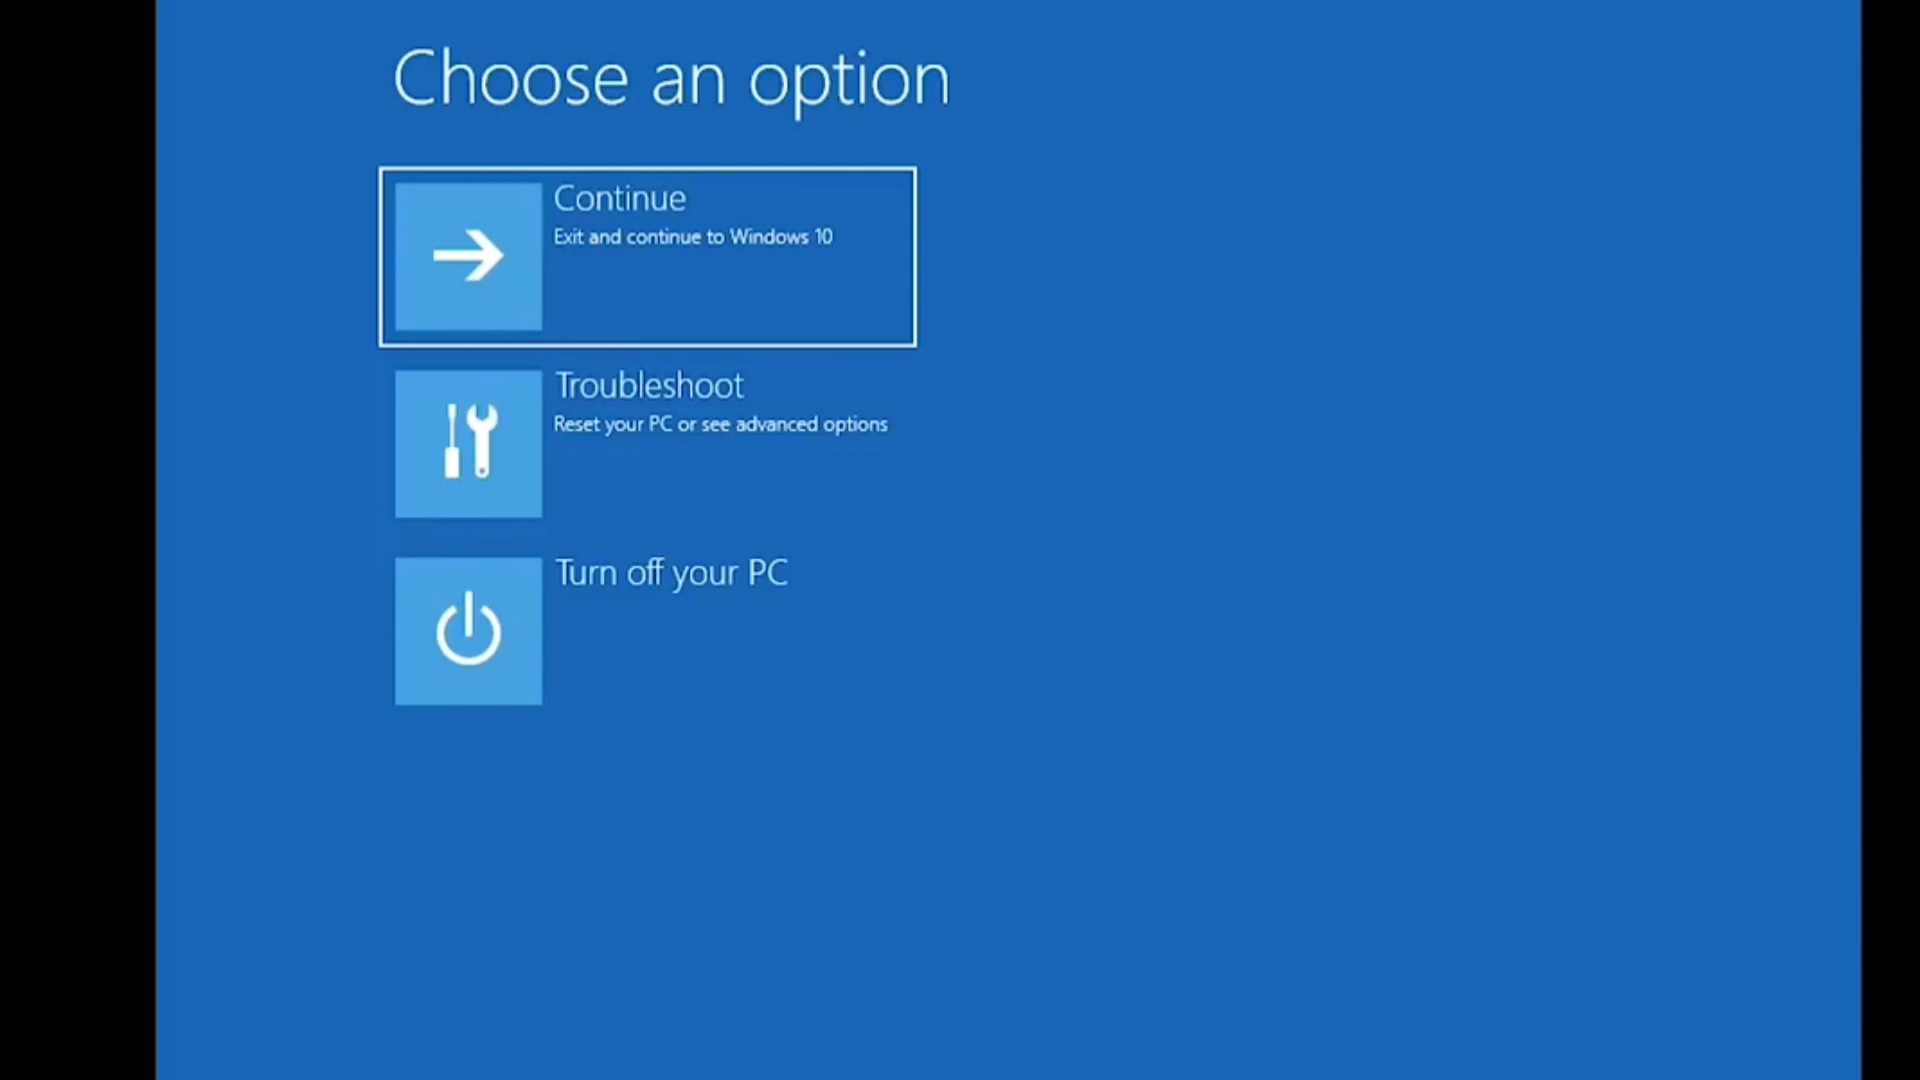 Choose an option
Continue
Exit and continue to Windows 10
Troubleshoot
Reset your PC or see advanced options
Turn off your PC